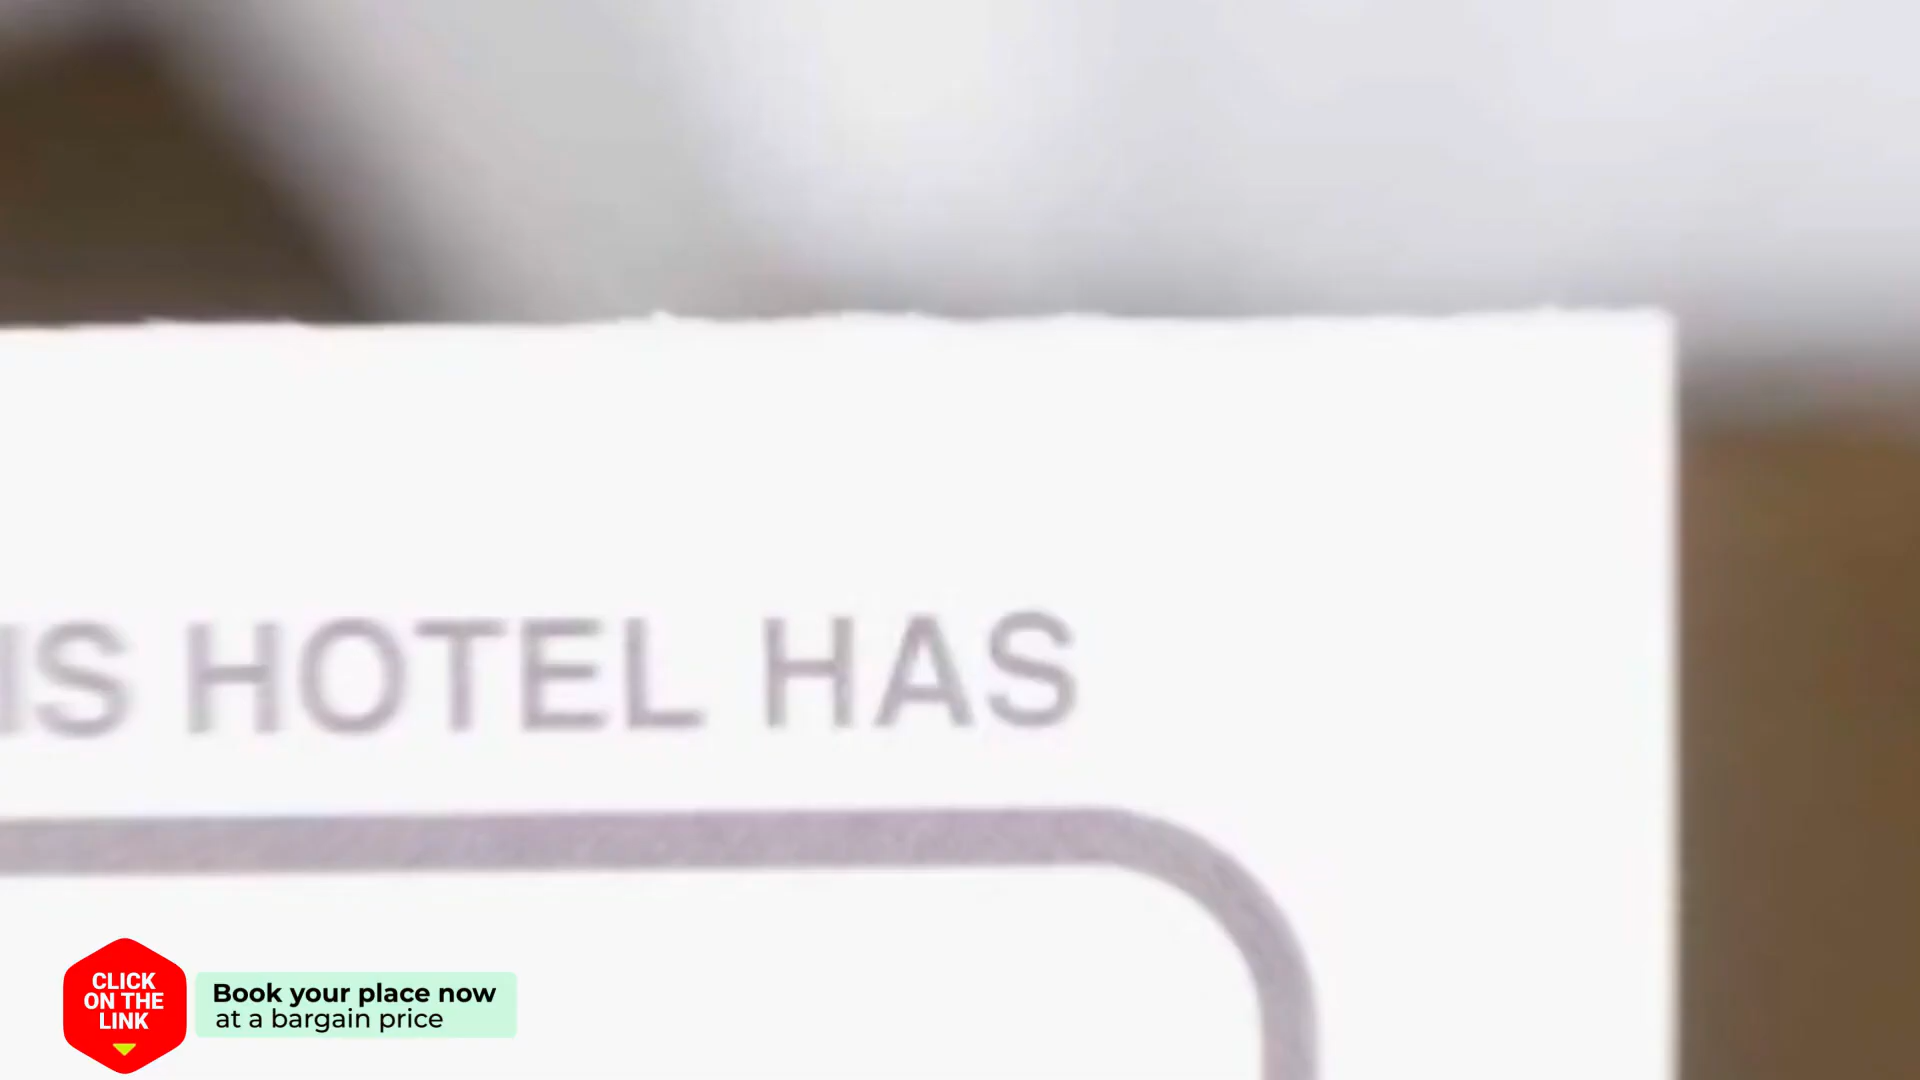 IS HOTEL HAS
CLICK
ON THE
LINK
Book your place now
at a bargain price